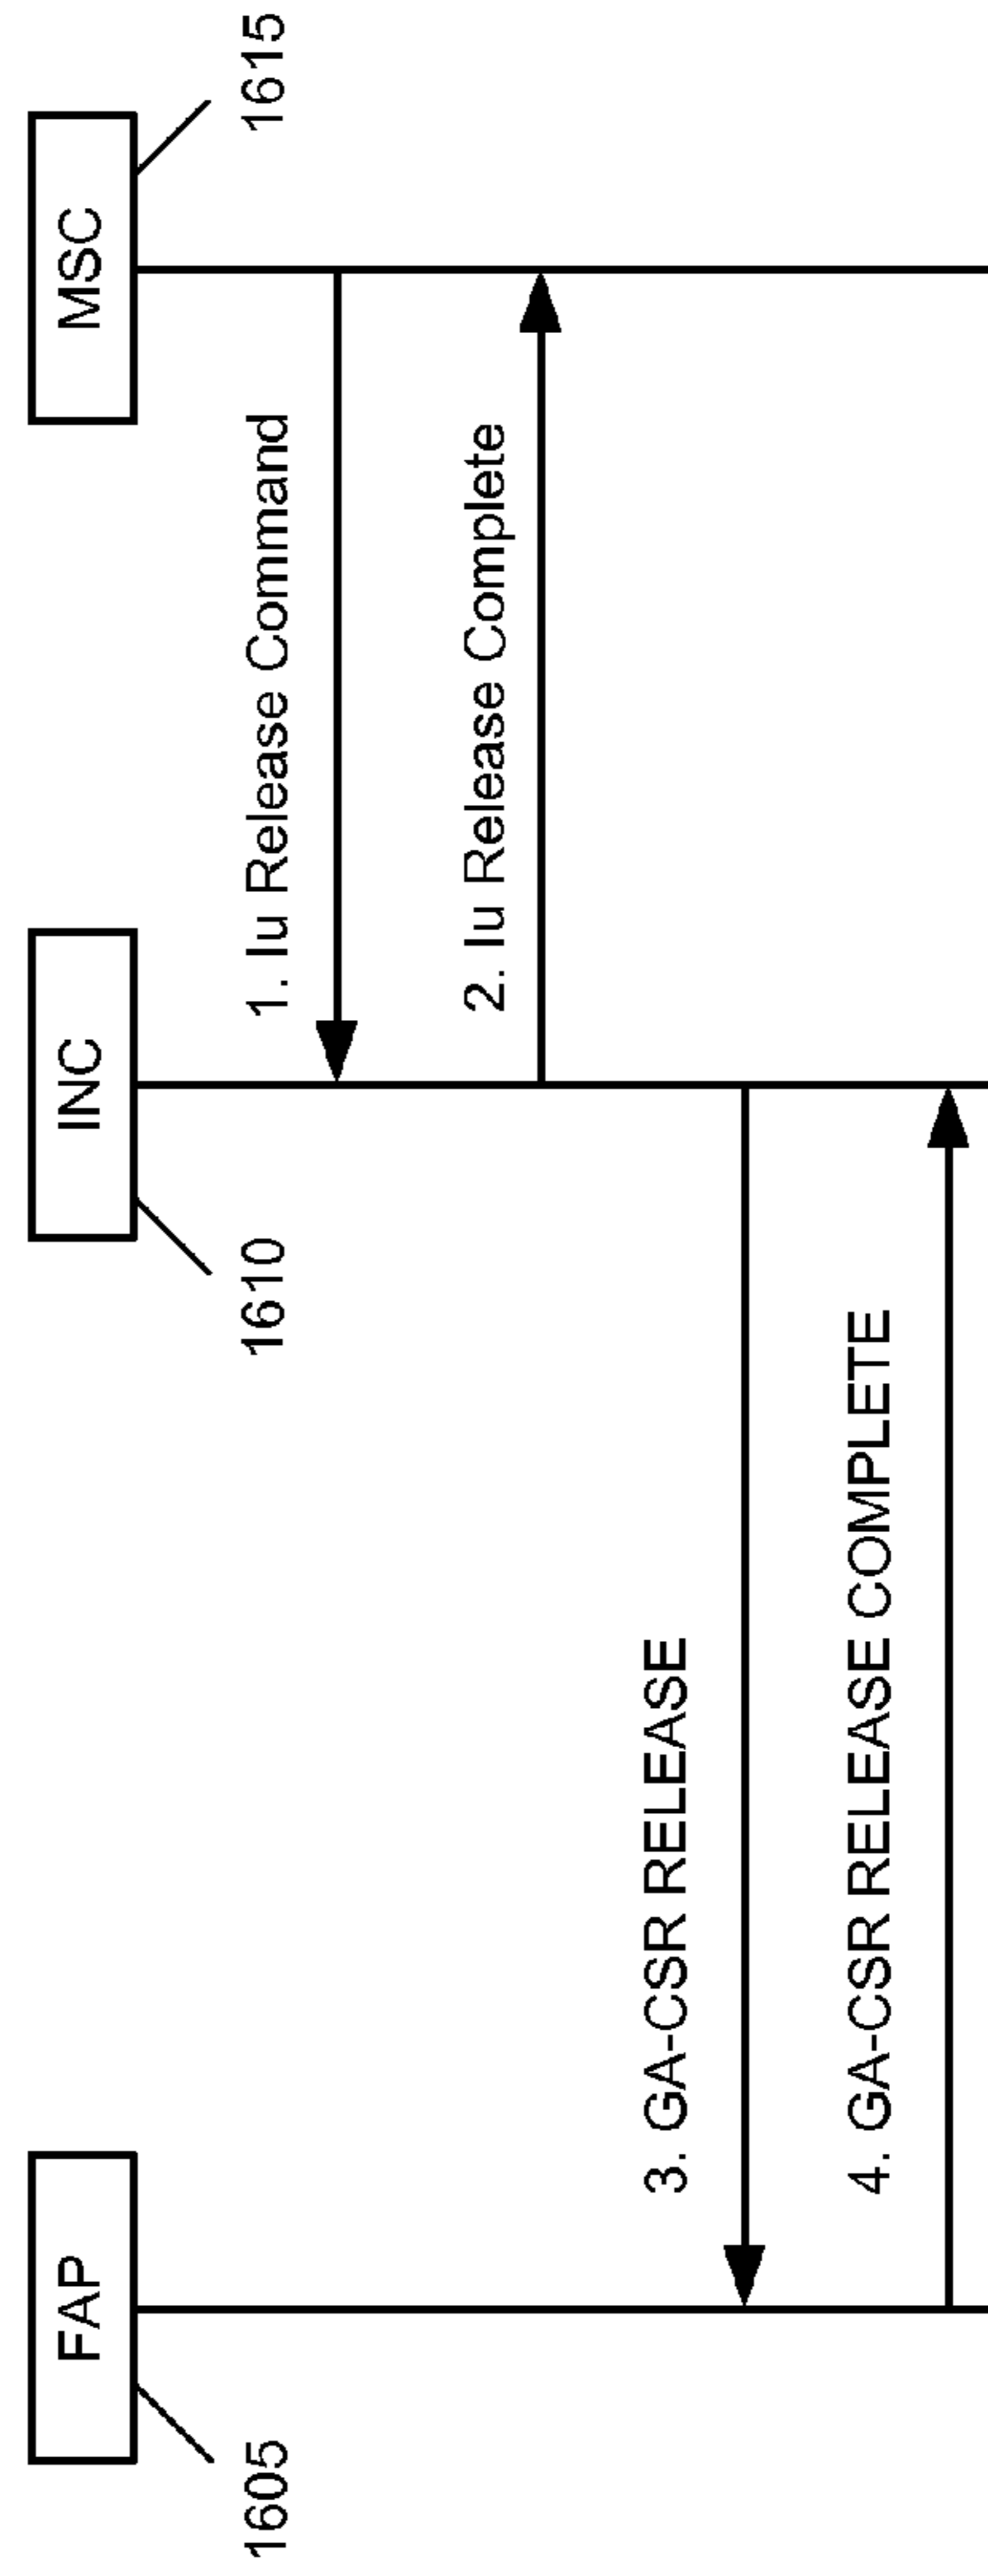 FAP
INC
MSC
1605
1610
1615
1. Iu Release Command
2. Iu Release Complete
3. GA-CSR RELEASE
4. GA-CSR RELEASE COMPLETE